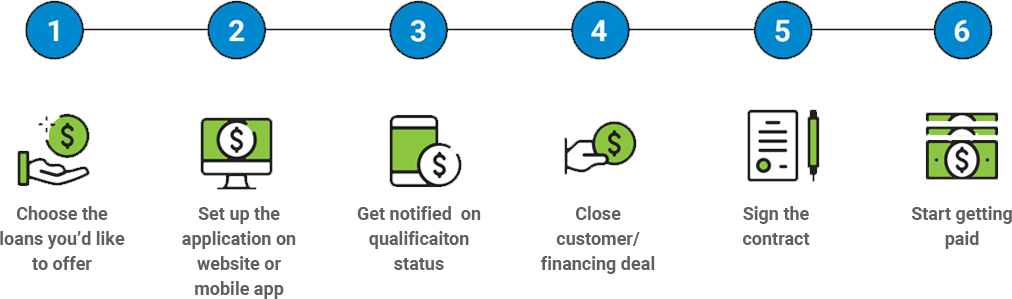 1
2
3
4
5
6
$
$
$
$
$
Choose the
loans you’d like
to offer
Set up the
application on
website or
mobile app
Get notified  on
qualificaiton
status
Close
customer/
financing deal
Sign the
contract
Start getting
paid